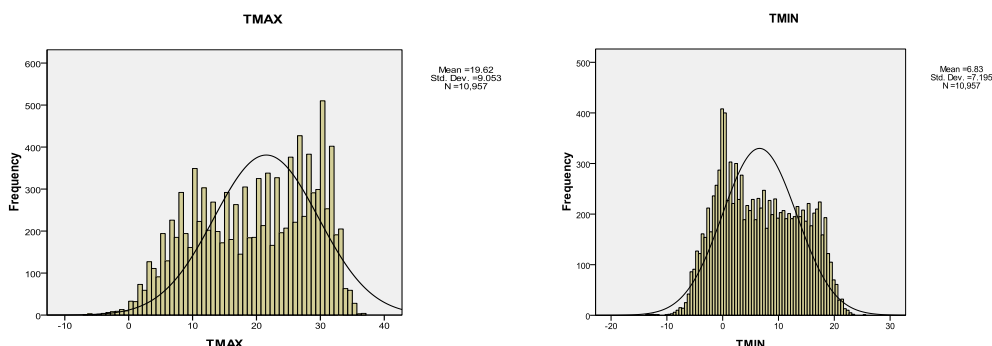 TMAX
600
500
400
300
200
100
0
-10 0 10 20 30 40
Frequency
TMAX
Mean =19.62
Std. Dev. =9.053
N =10,957
TMIN
500
400
300
200
100
0
-20 -10 0 10 20 30
Frequency
TMIN
Mean =6.83
Std. Dev. =7.195
N =10,957